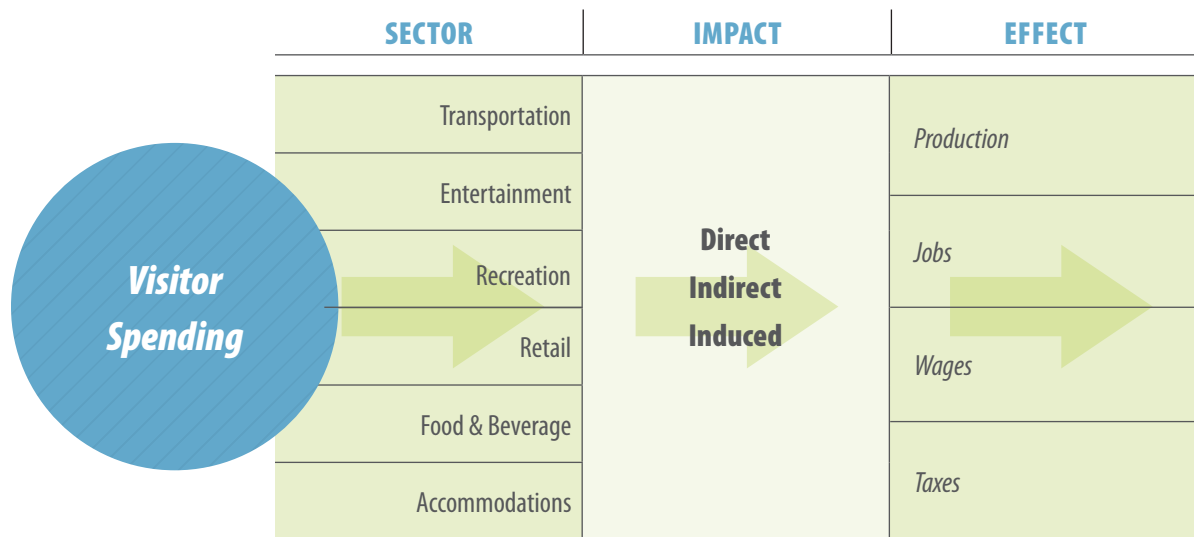 SECTOR
IMPACT
EFFECT
Visitor
Spending
Transportation
Entertainment
Recreation
Retail
Food & Beverage
Accommodations
Direct
Indirect
Induced
Production
Jobs
Wages
Taxes